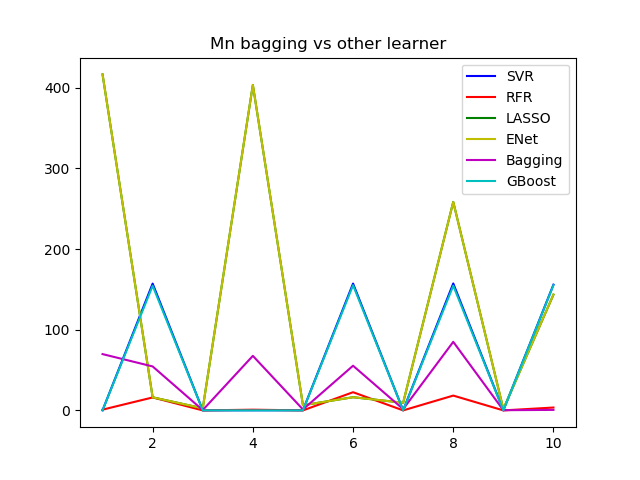 Mn bagging vs other learner
SVR
RFR
LASSO
ENet
Bagging
GBoost
400
300
200
100
0
2 4 6 8 10